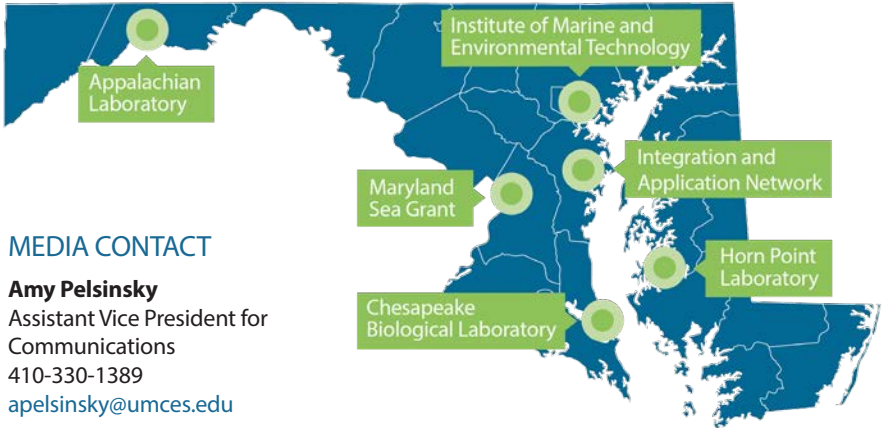 Institute of Marine and
Environmental Technology
Appalachian
Laboratory
Integration and
Application Network
Maryland
Sea Grant
Horn Point
Laboratory
Chesapeake
Biological Laboratory
MEDIA CONTACT
Amy Pelsinsky
Assistant Vice President for
Communications
410-330-1389
apelsinsky@umces.edu